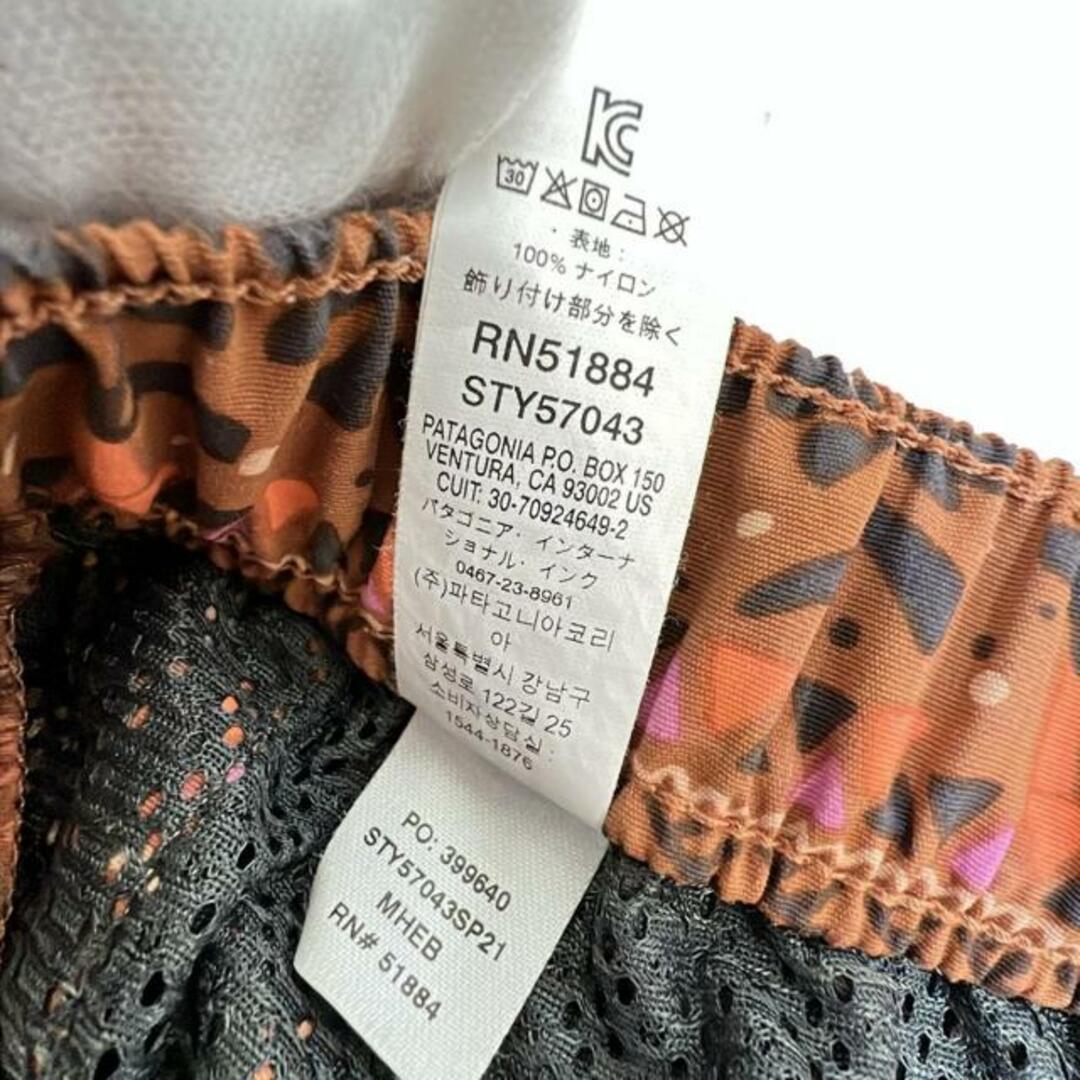 KC
30
表地:
100% ナイロン
飾り付け部分を除く
RN51884
STY57043
PATAGONIA P.O. BOX 150
VENTURA, CA 93002 US
CUIT: 30-70924649-2
パタゴニア・インターナ
ショナル・インク
0467-23-8961
(주)파타고니아코리
아
서울특별시 강남구
삼성로 122길 25
소비자상담실 :
1544-1876
PO: 399640
STY57043SP21
MHEB
RN# 51884